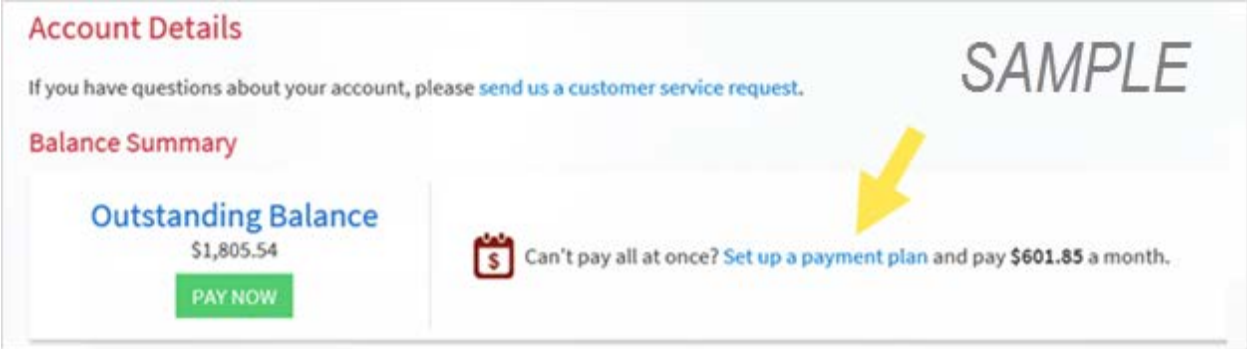 Account Details
SAMPLE
If you have questions about your account, please send us a customer service request.
Balance Summary
Outstanding Balance
$1,805.54
PAY NOW
$ Can't pay all at once? Set up a payment plan and pay $601.85 a month.